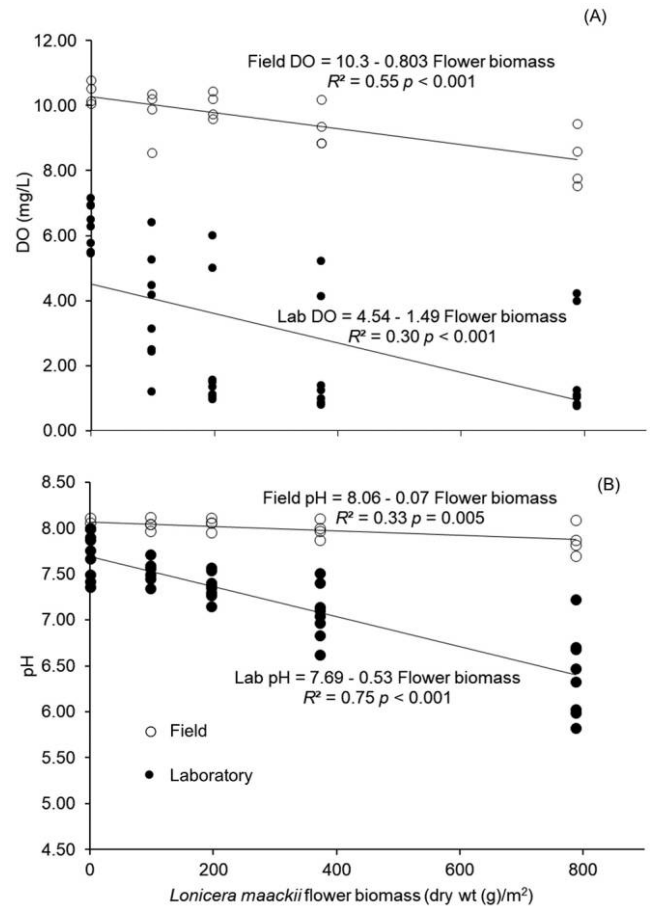 (A)
12.00
10.00
8.00
6.00
4.00
2.00
0.00
DO (mg/L)
Field DO = 10.3 - 0.803 Flower biomass
R² = 0.55 p < 0.001
Lab DO = 4.54 - 1.49 Flower biomass
R² = 0.30 p < 0.001
(B)
8.50
8.00
7.50
7.00
6.50
6.00
5.50
5.00
4.50
pH
Field pH = 8.06 - 0.07 Flower biomass
R² = 0.33 p = 0.005
Lab pH = 7.69 - 0.53 Flower biomass
R² = 0.75 p < 0.001
Field
Laboratory
0 200 400 600 800
Lonicera maackii flower biomass (dry wt (g)/m²)